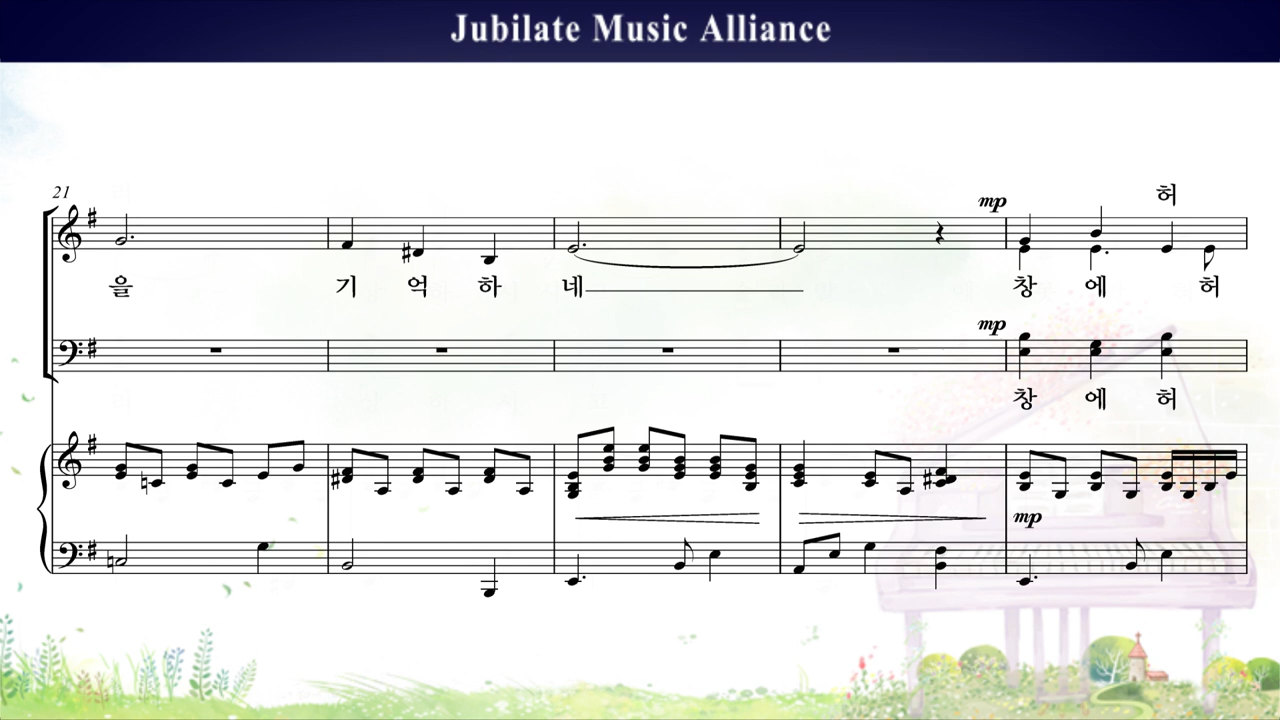 Jubilate Music Alliance
21
mp
허
을 기 억 하 네 창 에 허
mp
창 에 허
mp